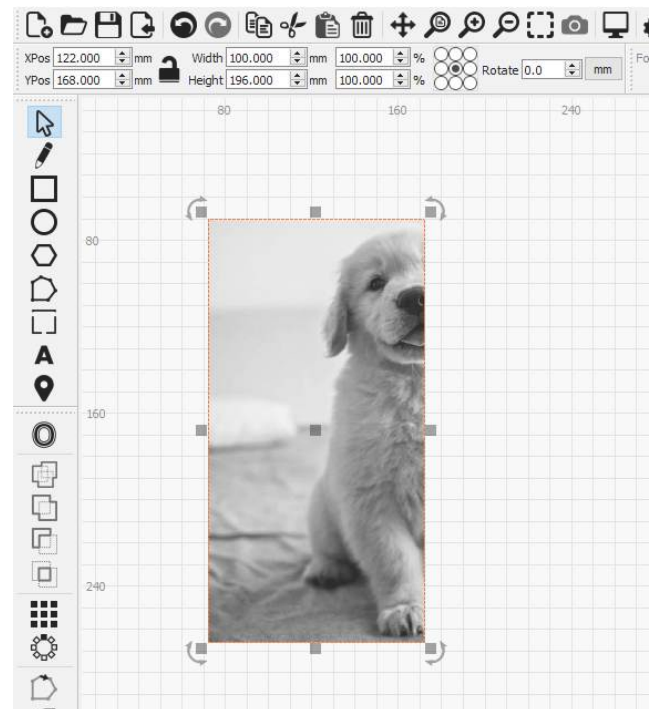 XPos 122.000 mm Width 100.000 mm 100.000 % Rotate 0.0 mm Fo
YPos 168.000 mm Height 196.000 mm 100.000 %
80 160 240
80
160
240
A